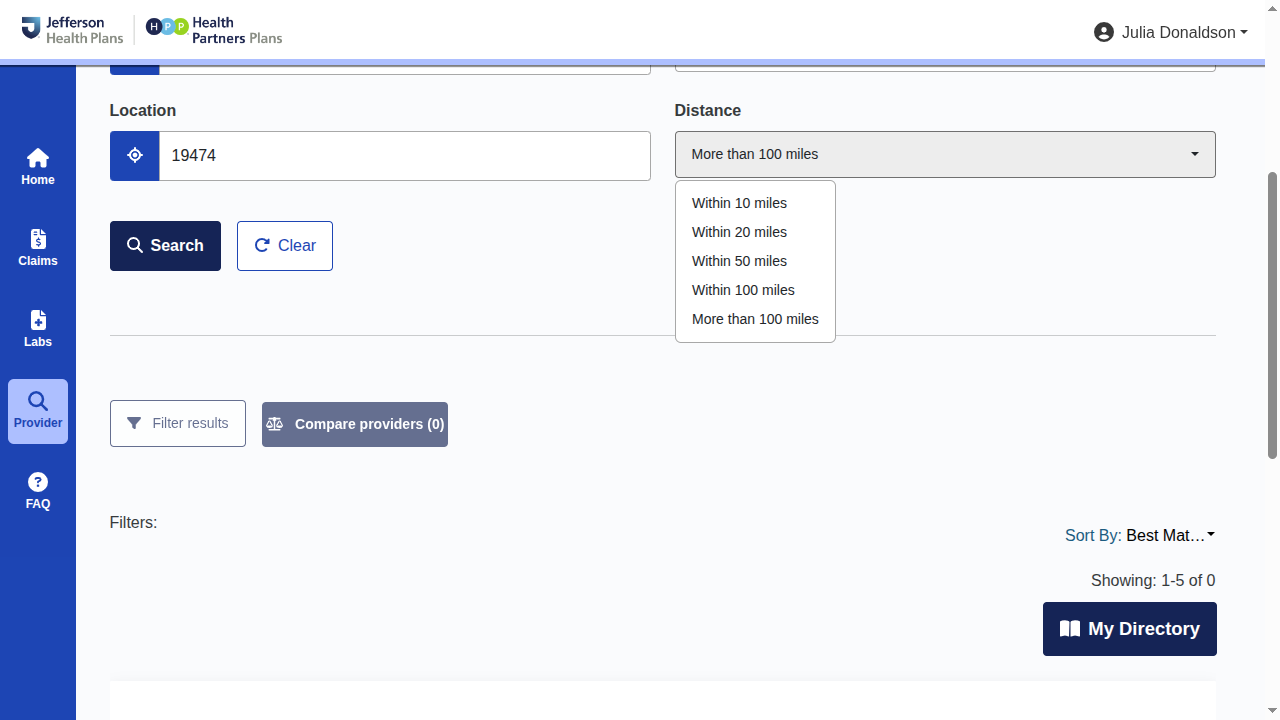 Jefferson
Health Plans
HPP
Health
Partners Plans
Julia Donaldson
Home
Claims
Labs
Provider
FAQ
Location
19474
Distance
More than 100 miles
Within 10 miles
Within 20 miles
Within 50 miles
Within 100 miles
More than 100 miles
Search
Clear
Filter results
Compare providers (0)
Filters:
Sort By: Best Mat...
Showing: 1-5 of 0
My Directory